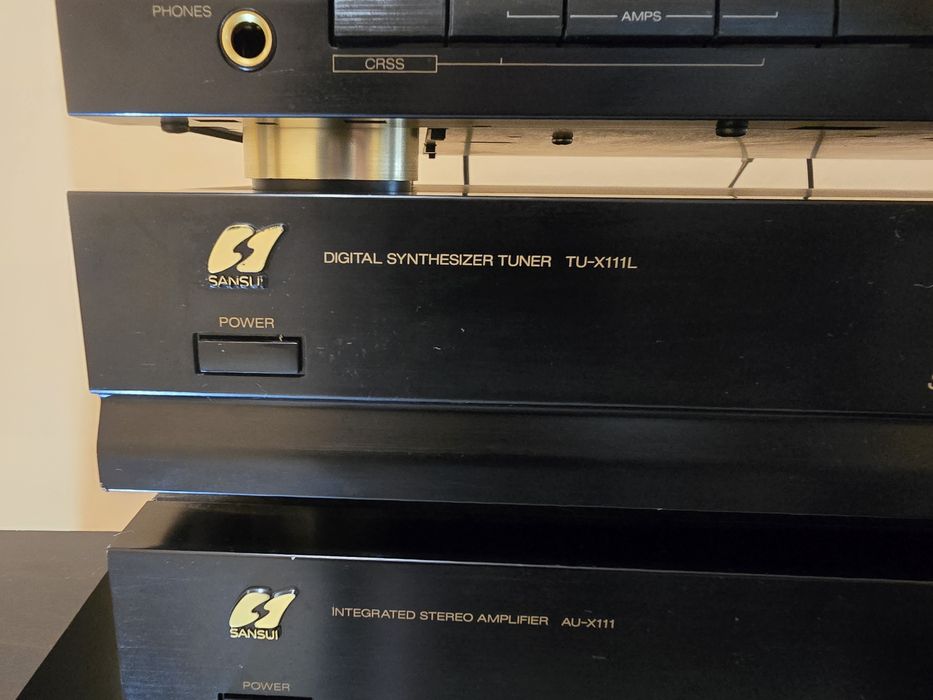 PHONES
AMPS
CRSS
SANSUI
DIGITAL SYNTHESIZER TUNER TU-X111L
POWER
SANSUI
INTEGRATED STEREO AMPLIFIER AU-X111
POWER